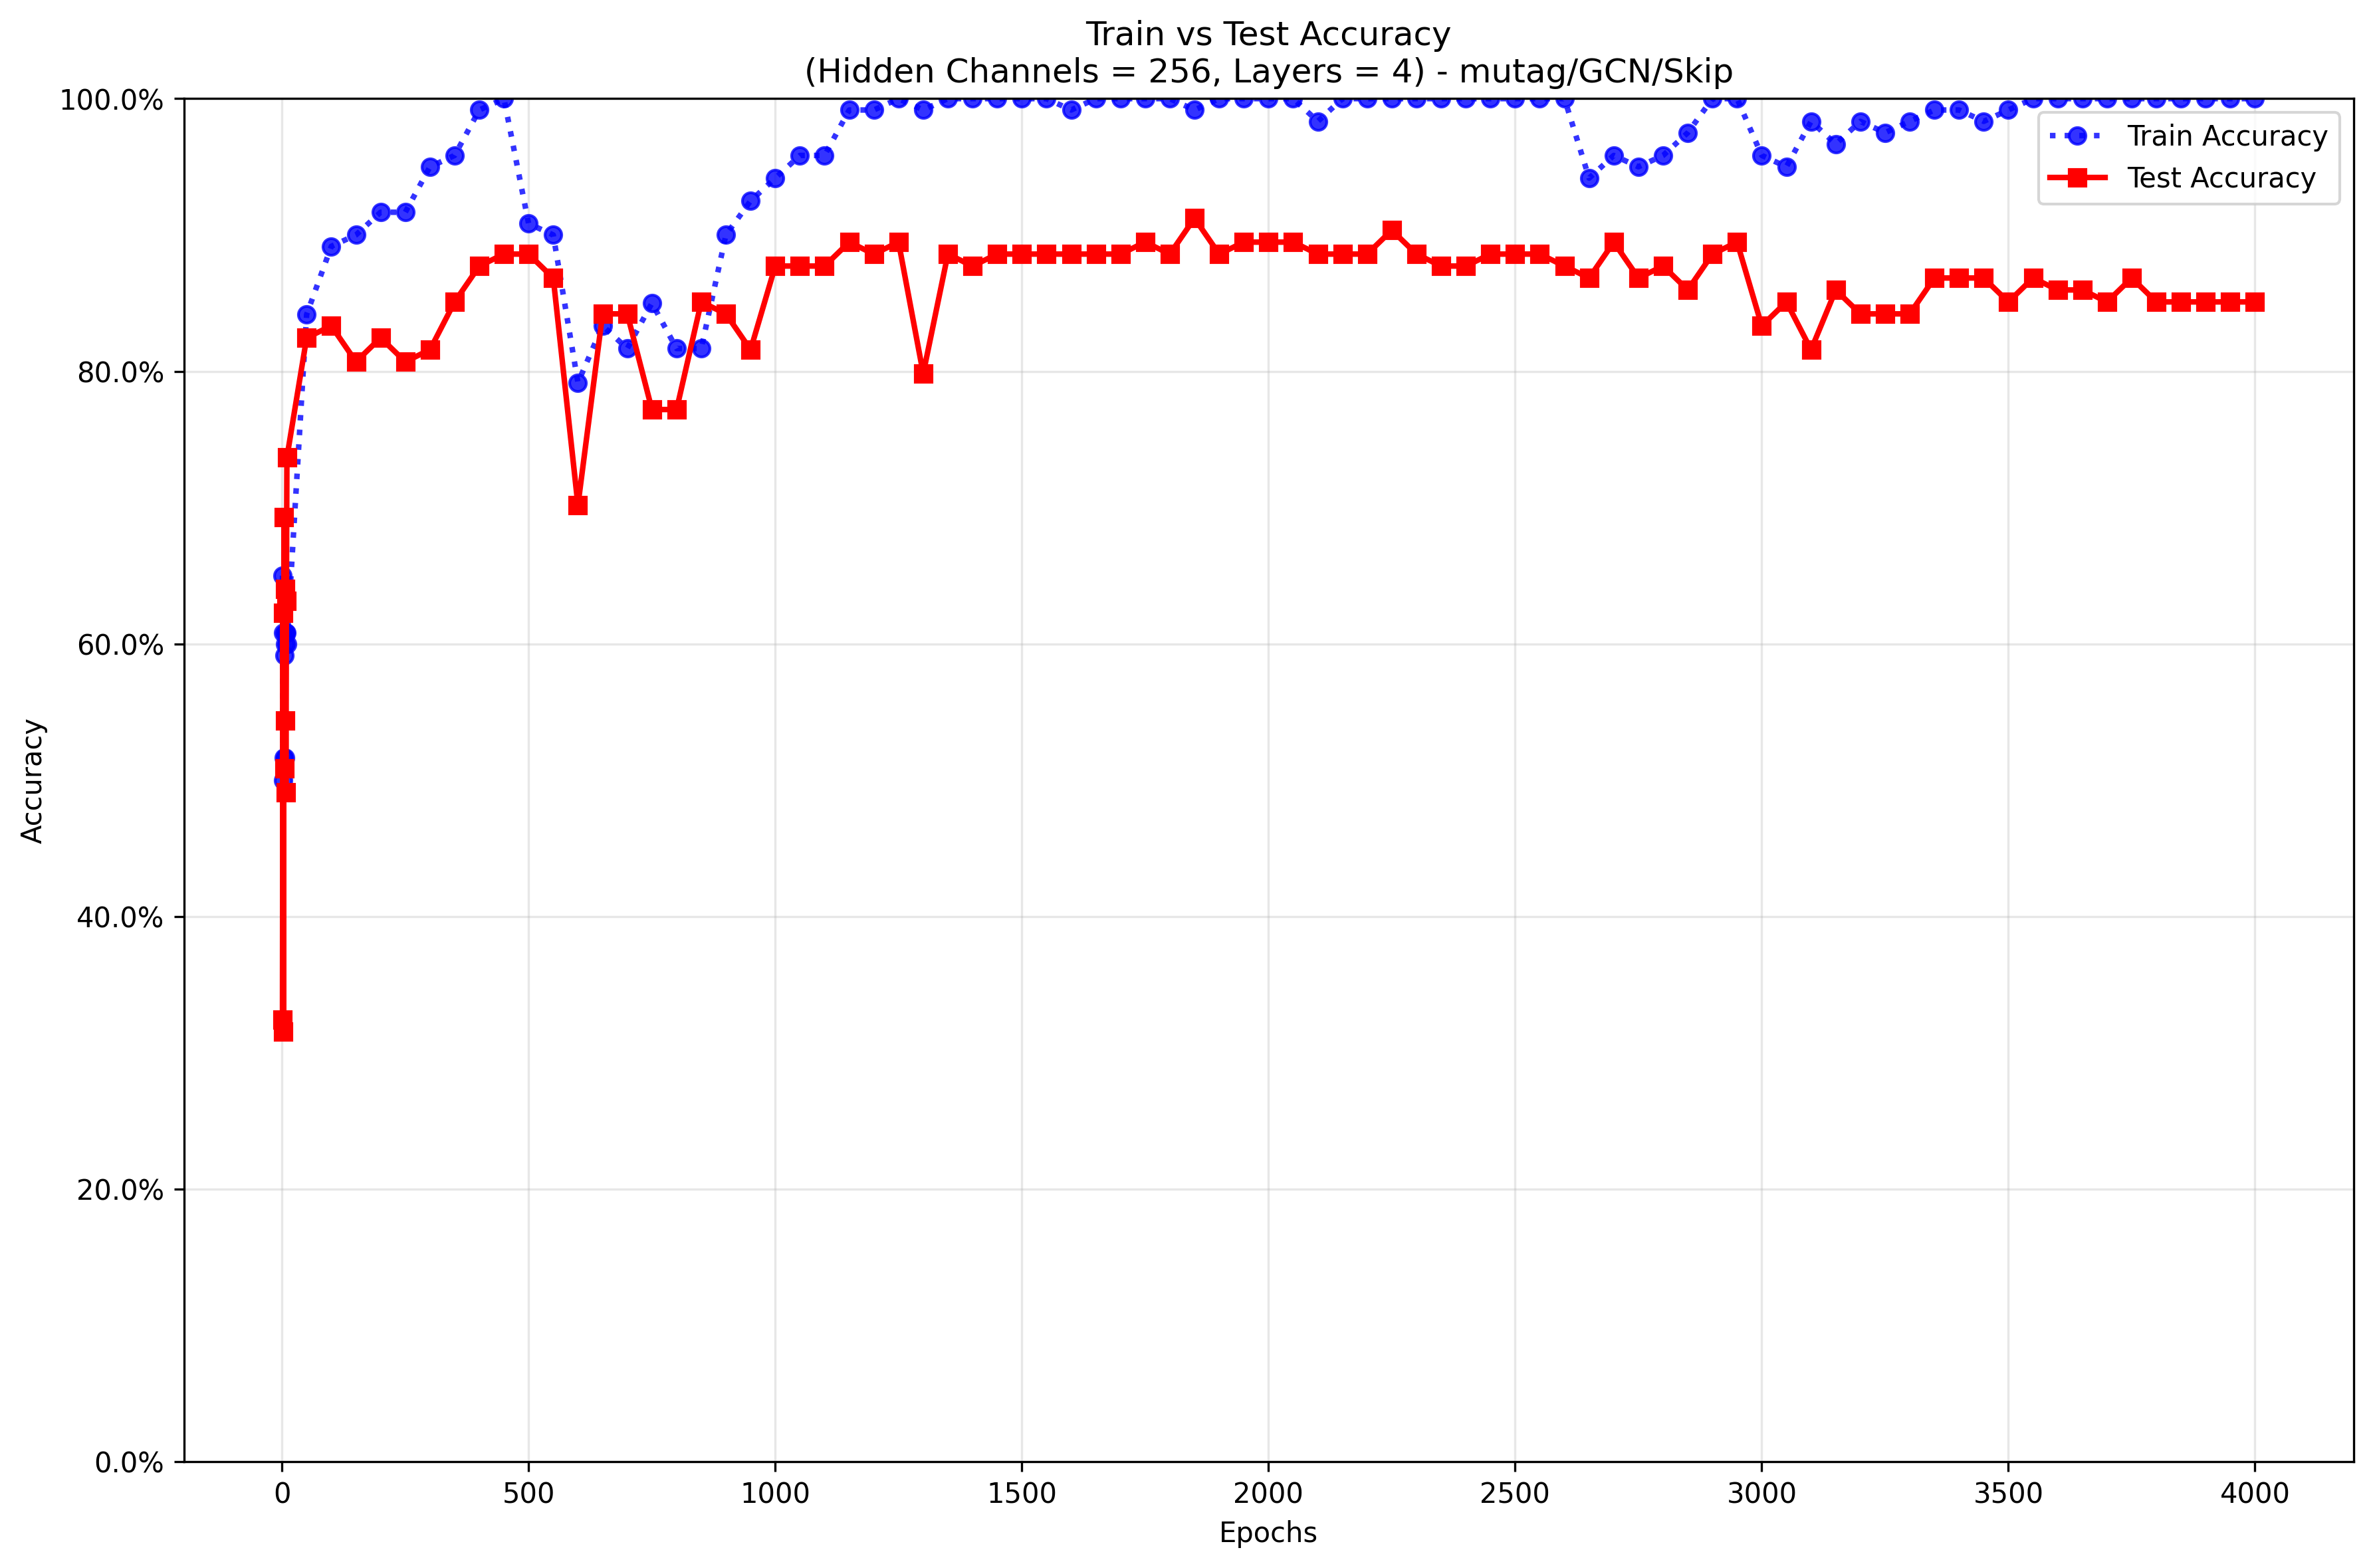 Train vs Test Accuracy
(Hidden Channels = 256, Layers = 4) - mutag/GCN/Skip
100.0%
80.0%
60.0%
40.0%
20.0%
0.0%
Accuracy
Train Accuracy
Test Accuracy
0 500 1000 1500 2000 2500 3000 3500 4000
Epochs